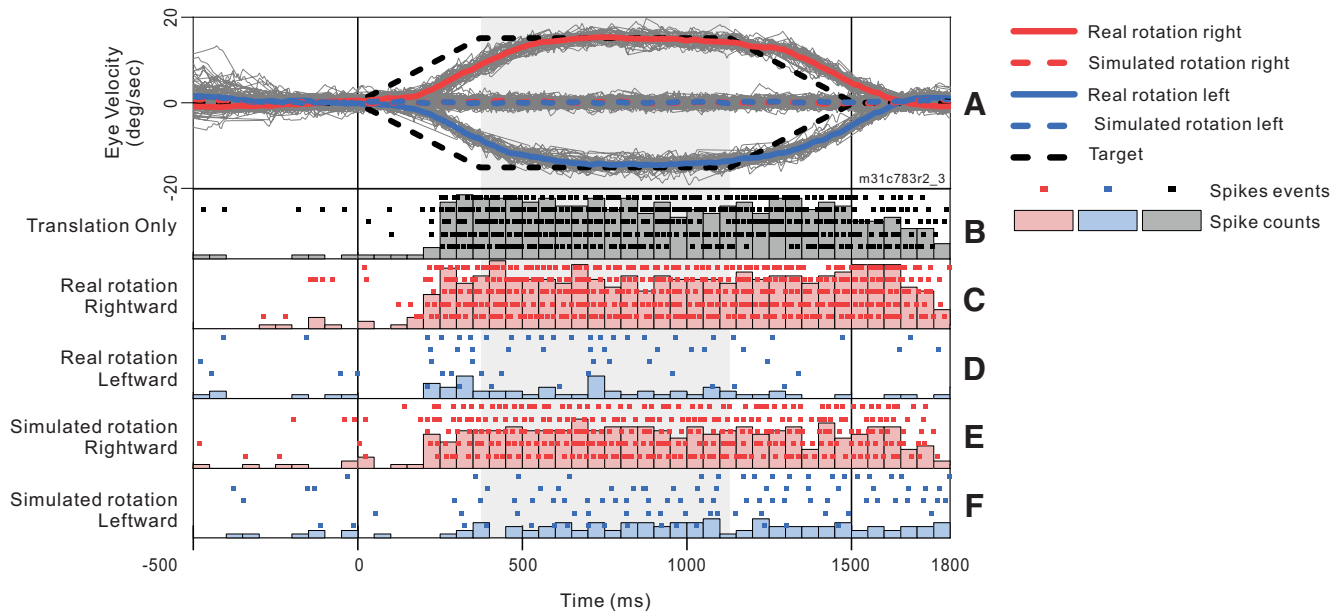 20
0
-20
Eye Velocity
(deg/sec)
A
m31c783r2_3
Real rotation right
Simulated rotation right
Real rotation left
Simulated rotation left
Target
Spikes events
Spike counts
Translation Only
B
Real rotation
Rightward
C
Real rotation
Leftward
D
Simulated rotation
Rightward
E
Simulated rotation
Leftward
F
-500
0
500
1000
1500
1800
Time (ms)